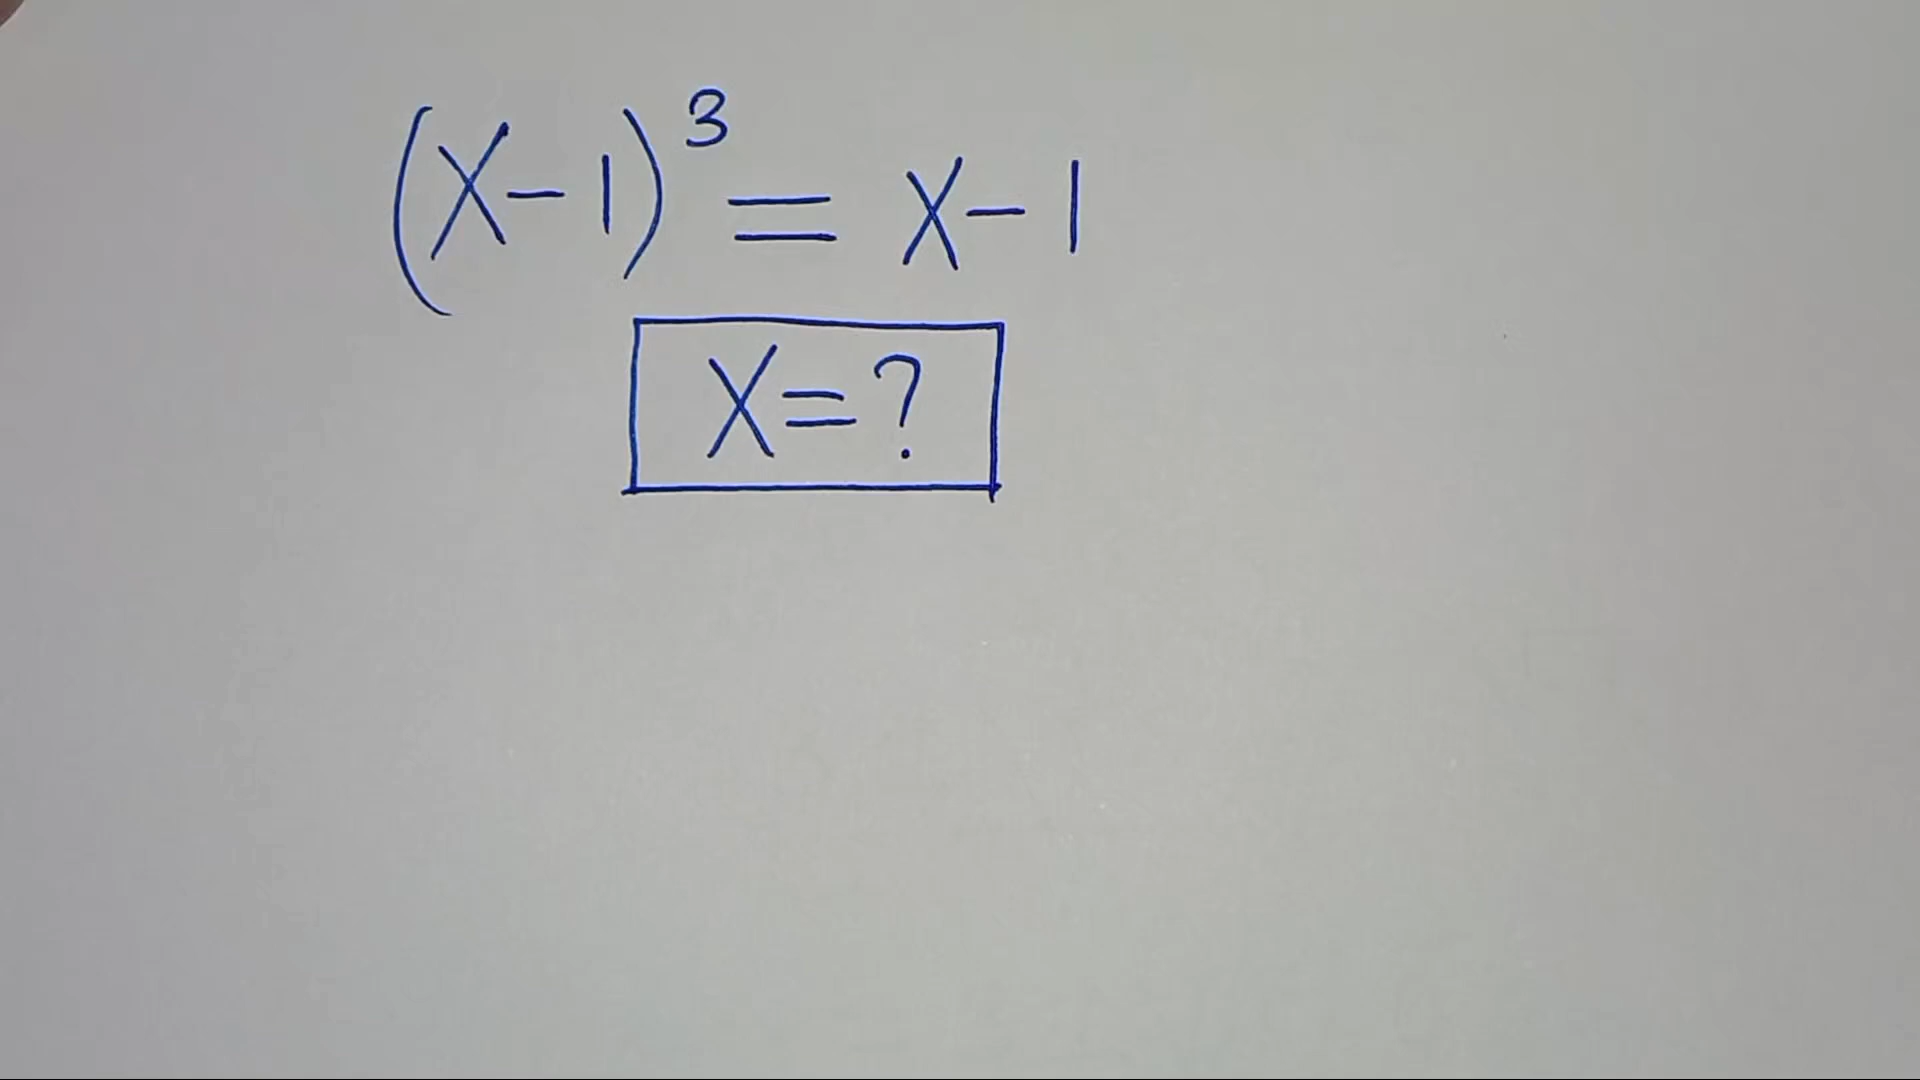 (X-1)³ = X-1
X=?